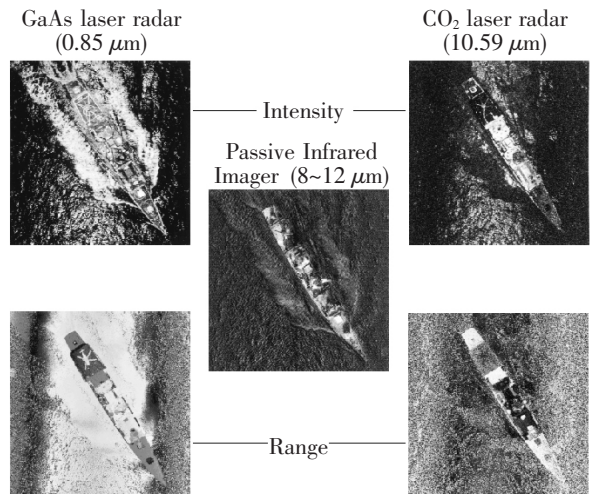 GaAs laser radar
(0.85 μm)
CO₂ laser radar
(10.59 μm)
Intensity
Passive Infrared
Imager (8~12 μm)
Range